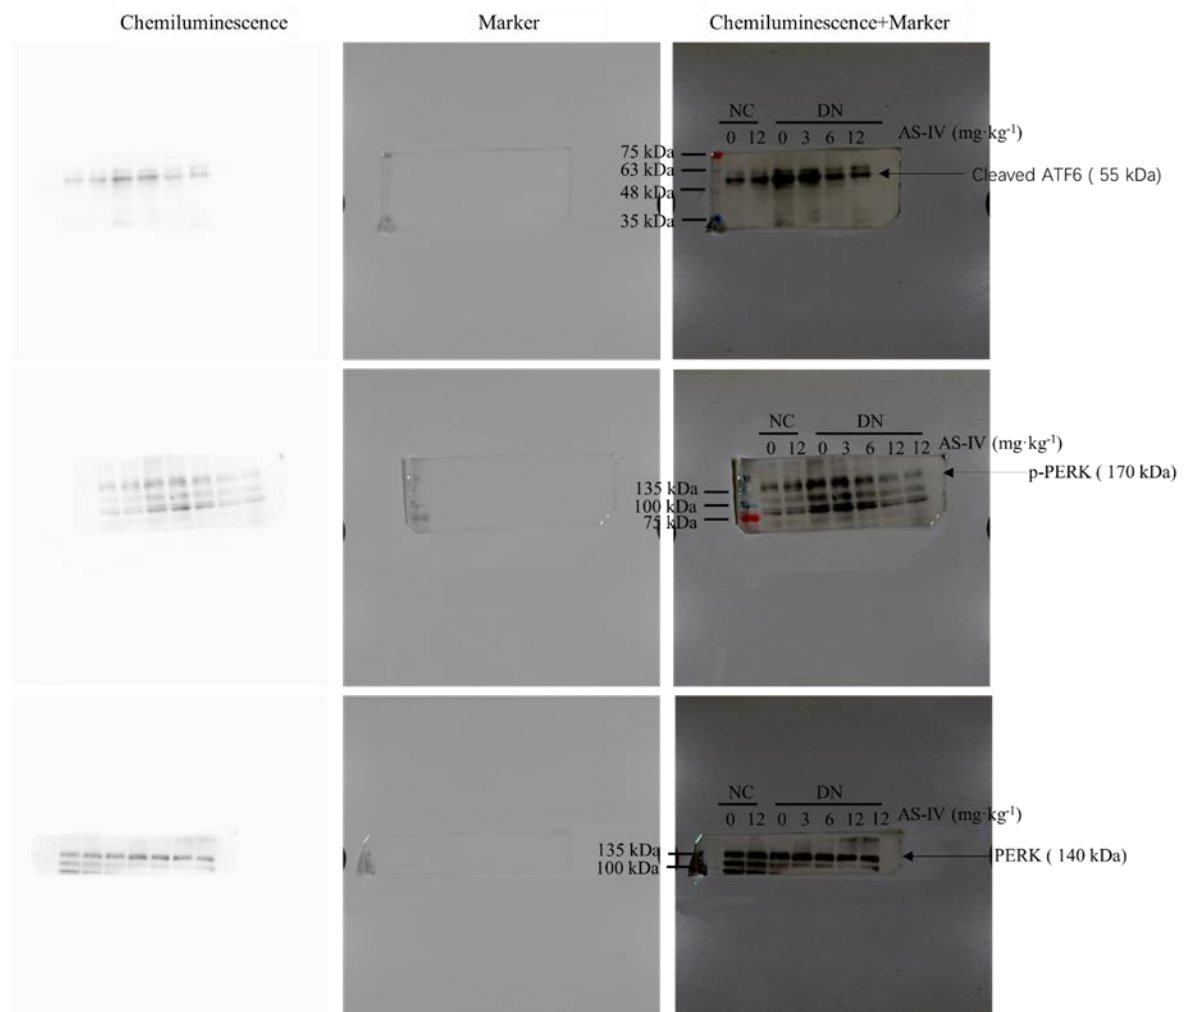 Chemiluminescence Marker Chemiluminescence+Marker
NC DN
0 12 0 3 6 12 AS-IV (mg·kg⁻¹)
75 kDa
63 kDa
Cleaved ATF6 ( 55 kDa)
48 kDa
35 kDa
NC DN
0 12 0 3 6 12 12 AS-IV (mg·kg⁻¹)
p-PERK ( 170 kDa)
135 kDa
100 kDa
75 kDa
NC DN
0 12 0 3 6 12 12 AS-IV (mg·kg⁻¹)
135 kDa
PERK ( 140 kDa)
100 kDa